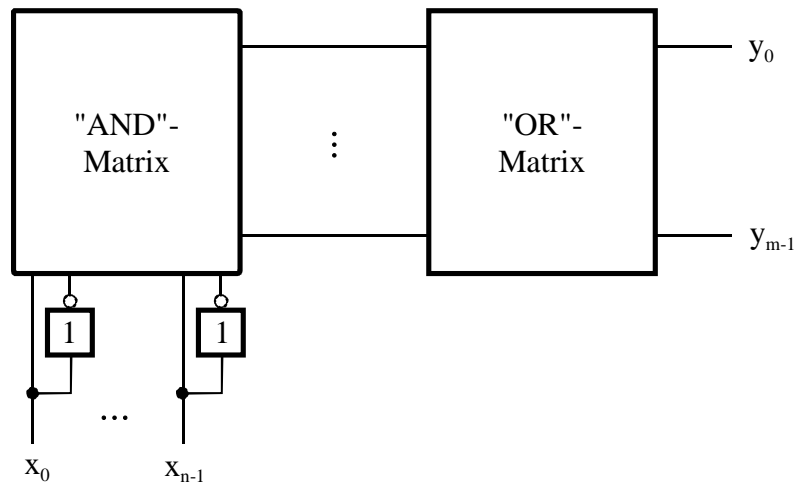 "AND"-
Matrix
⋮
"OR"-
Matrix
y₀
yₘ₋₁
1
1
...
x₀
xₙ₋₁